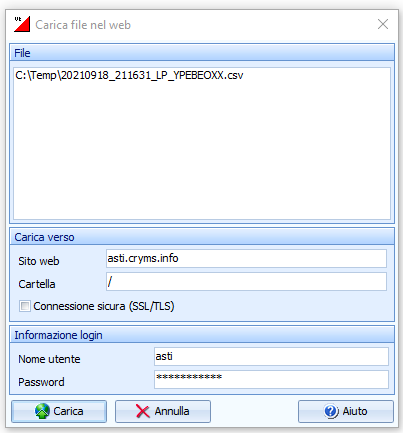 Vt Carica file nel web
File
C:\Temp\20210918_211631_LP_YPEBEOXX.csv
Carica verso
Sito web asti.cryms.info
Cartella /
Connessione sicura (SSL/TLS)
Informazione login
Nome utente asti
Password ***********
Carica Annulla Aiuto